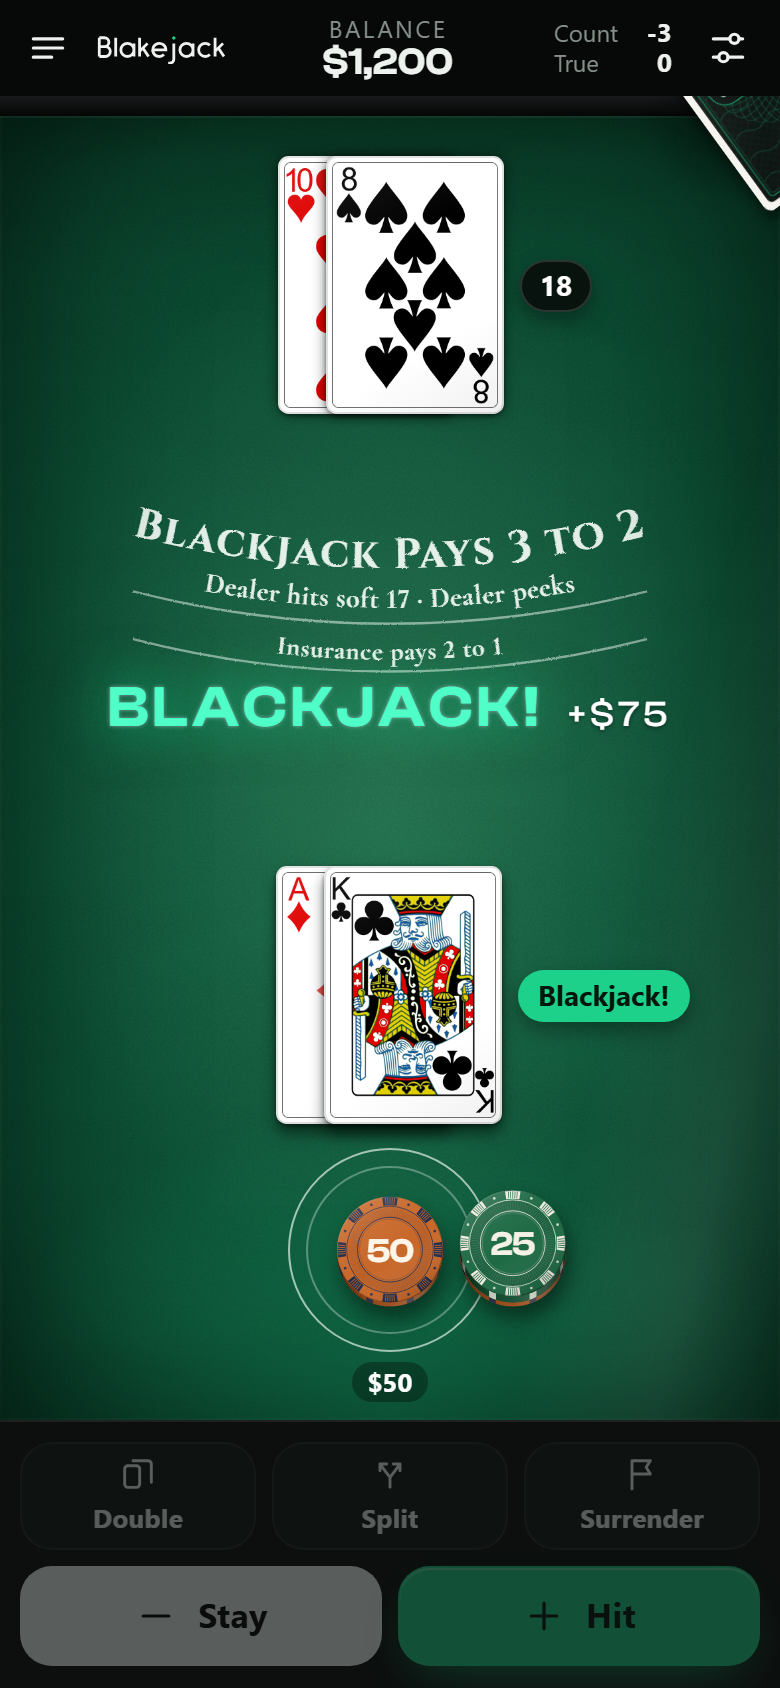 Blakejack
BALANCE
$1,200
Count -3
True 0
10
8
18
8
BLACKJACK PAYS 3 TO 2
Dealer hits soft 17 · Dealer peeks
Insurance pays 2 to 1
BLACKJACK! +$75
A
K
Blackjack!
K
50
25
$50
Double
Split
Surrender
Stay
Hit